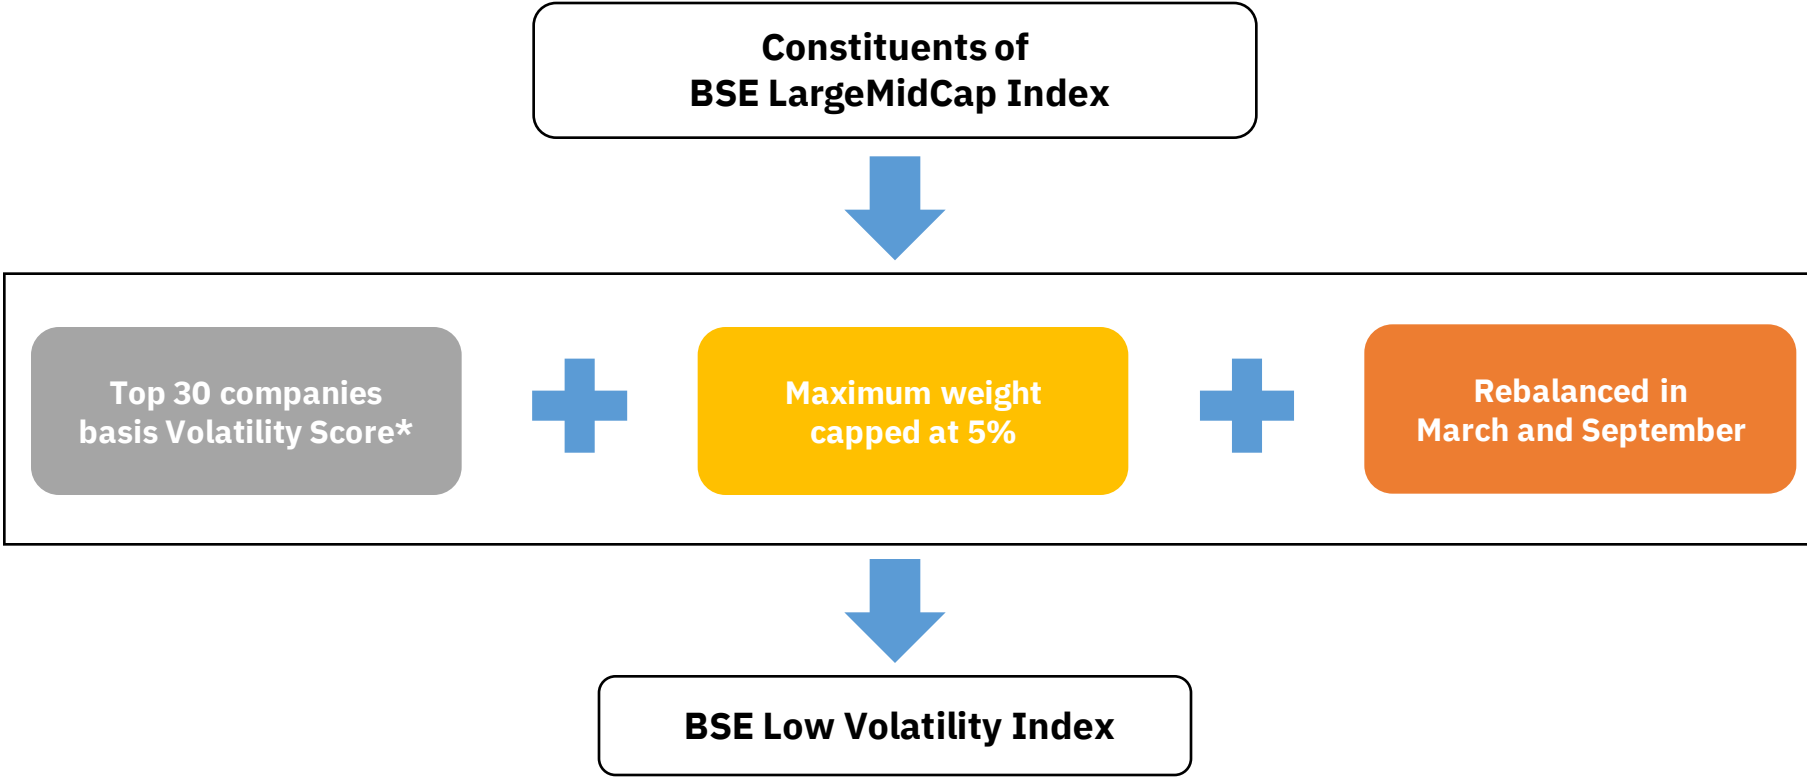 Constituents of
BSE LargeMidCap Index
Top 30 companies
basis Volatility Score*
Maximum weight
capped at 5%
Rebalanced in
March and September
BSE Low Volatility Index